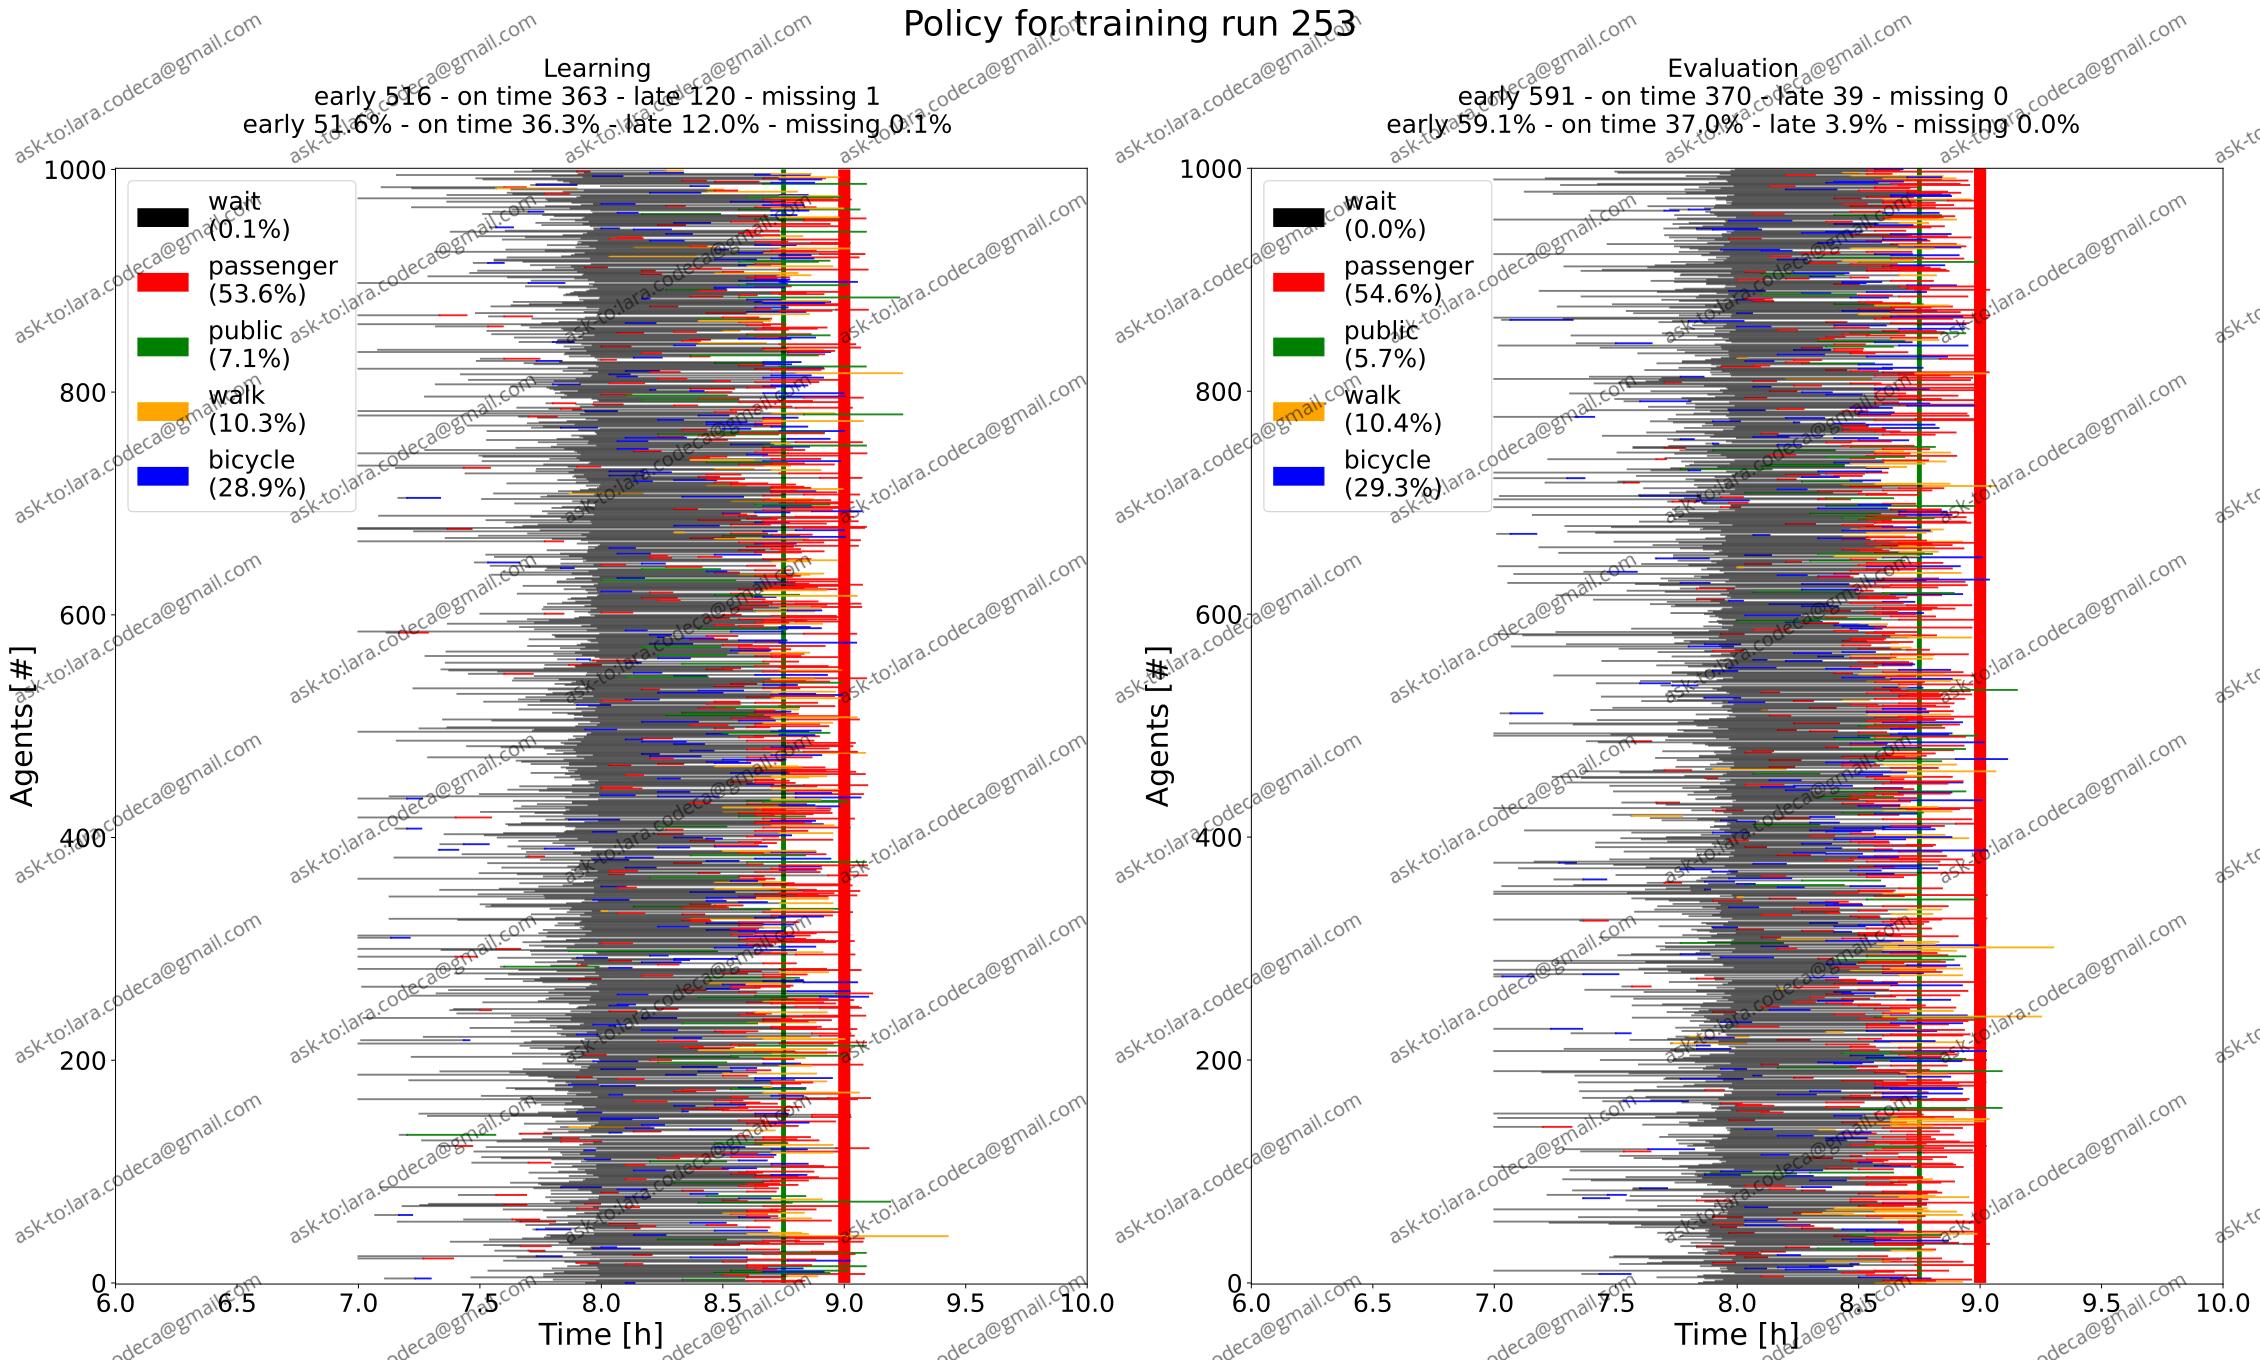 Policy for training run 253
Learning
early 516 - on time 363 - late 120 - missing 1
early 51.6% - on time 36.3% - late 12.0% - missing 0.1%
1000
800
600
400
200
0
Agents [#]
wait
(0.1%)
passenger
(53.6%)
public
(7.1%)
walk
(10.3%)
bicycle
(28.9%)
6.0 6.5 7.0 7.5 8.0 8.5 9.0 9.5 10.0
Time [h]
Evaluation
early 591 - on time 370 - late 39 - missing 0
early 59.1% - on time 37.0% - late 3.9% - missing 0.0%
1000
800
600
400
200
0
Agents [#]
wait
(0.0%)
passenger
(54.6%)
public
(5.7%)
walk
(10.4%)
bicycle
(29.3%)
6.0 6.5 7.0 7.5 8.0 8.5 9.0 9.5 10.0
Time [h]
ask-to:lara.codeca@gmail.com